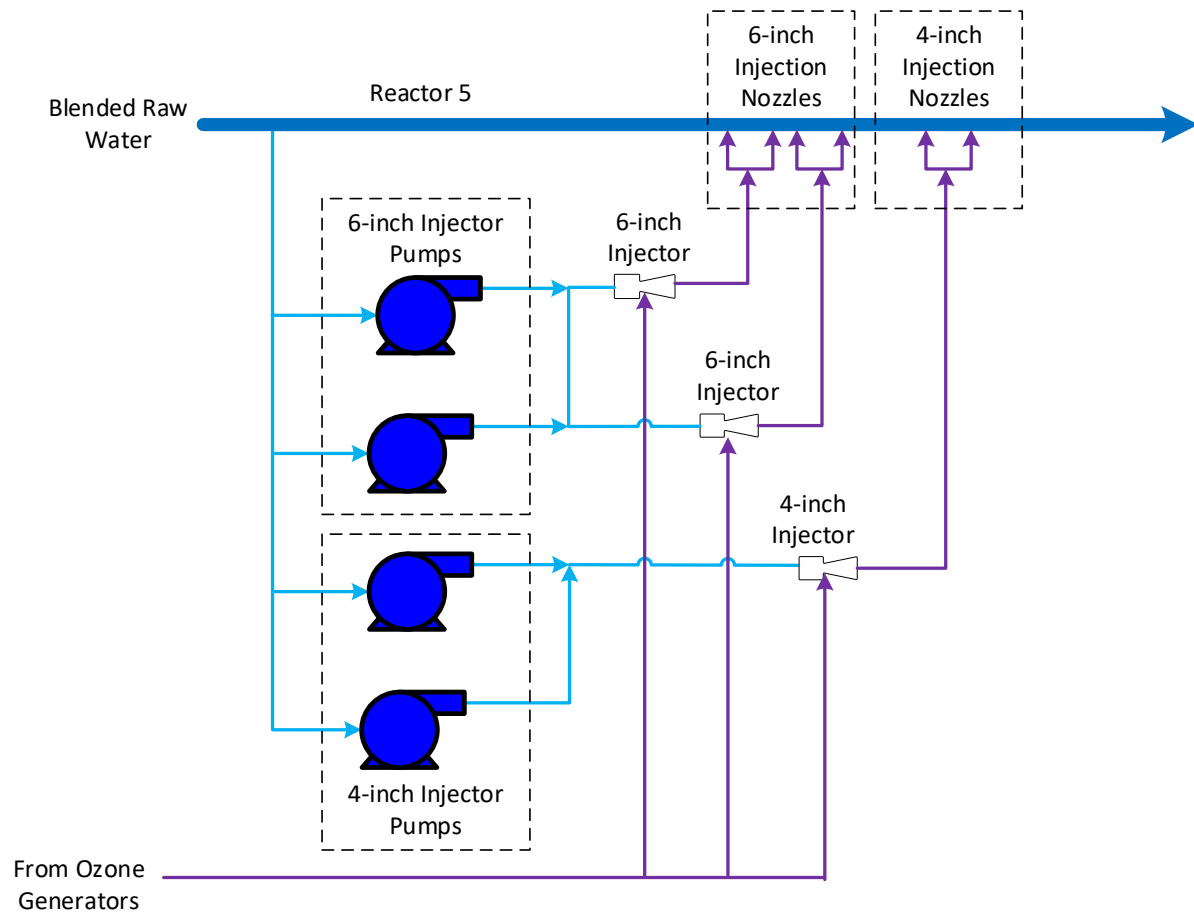 6-inch
Injection
Nozzles
4-inch
Injection
Nozzles
Blended Raw
Water
Reactor 5
6-inch Injector
Pumps
6-inch
Injector
6-inch
Injector
4-inch
Injector
4-inch Injector
Pumps
From Ozone
Generators